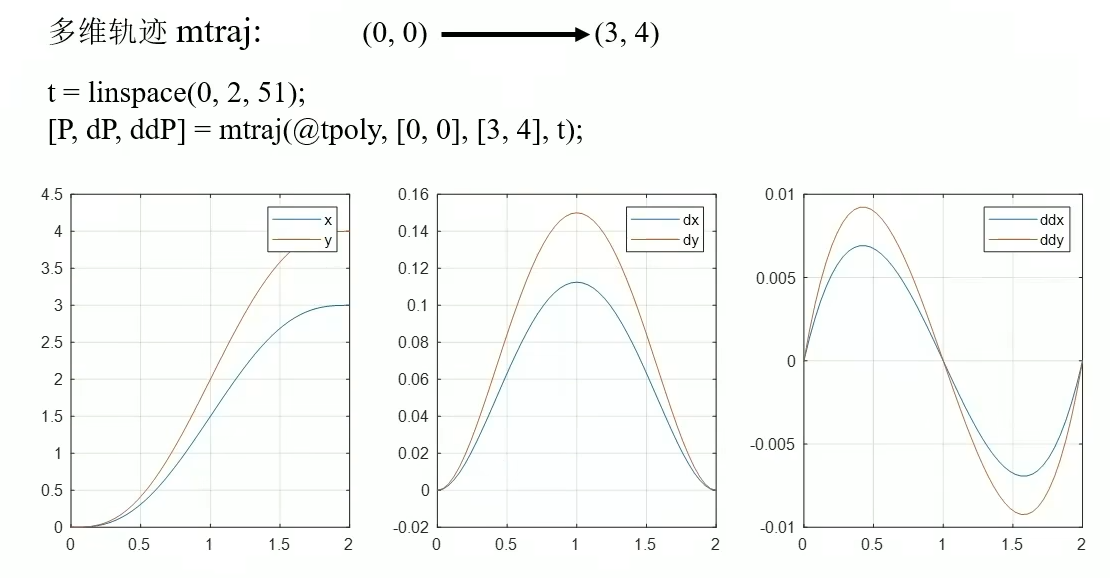 多维轨迹 mtraj: (0, 0) (3, 4)
t = linspace(0, 2, 51);
[P, dP, ddP] = mtraj(@tpoly, [0, 0], [3, 4], t);
4.5
4
3.5
3
2.5
2
1.5
1
0.5
0
x
y
0 0.5 1 1.5 2
0.16
0.14
0.12
0.1
0.08
0.06
0.04
0.02
0
-0.02
dx
dy
0 0.5 1 1.5 2
0.01
0.005
0
-0.005
-0.01
ddx
ddy
0 0.5 1 1.5 2